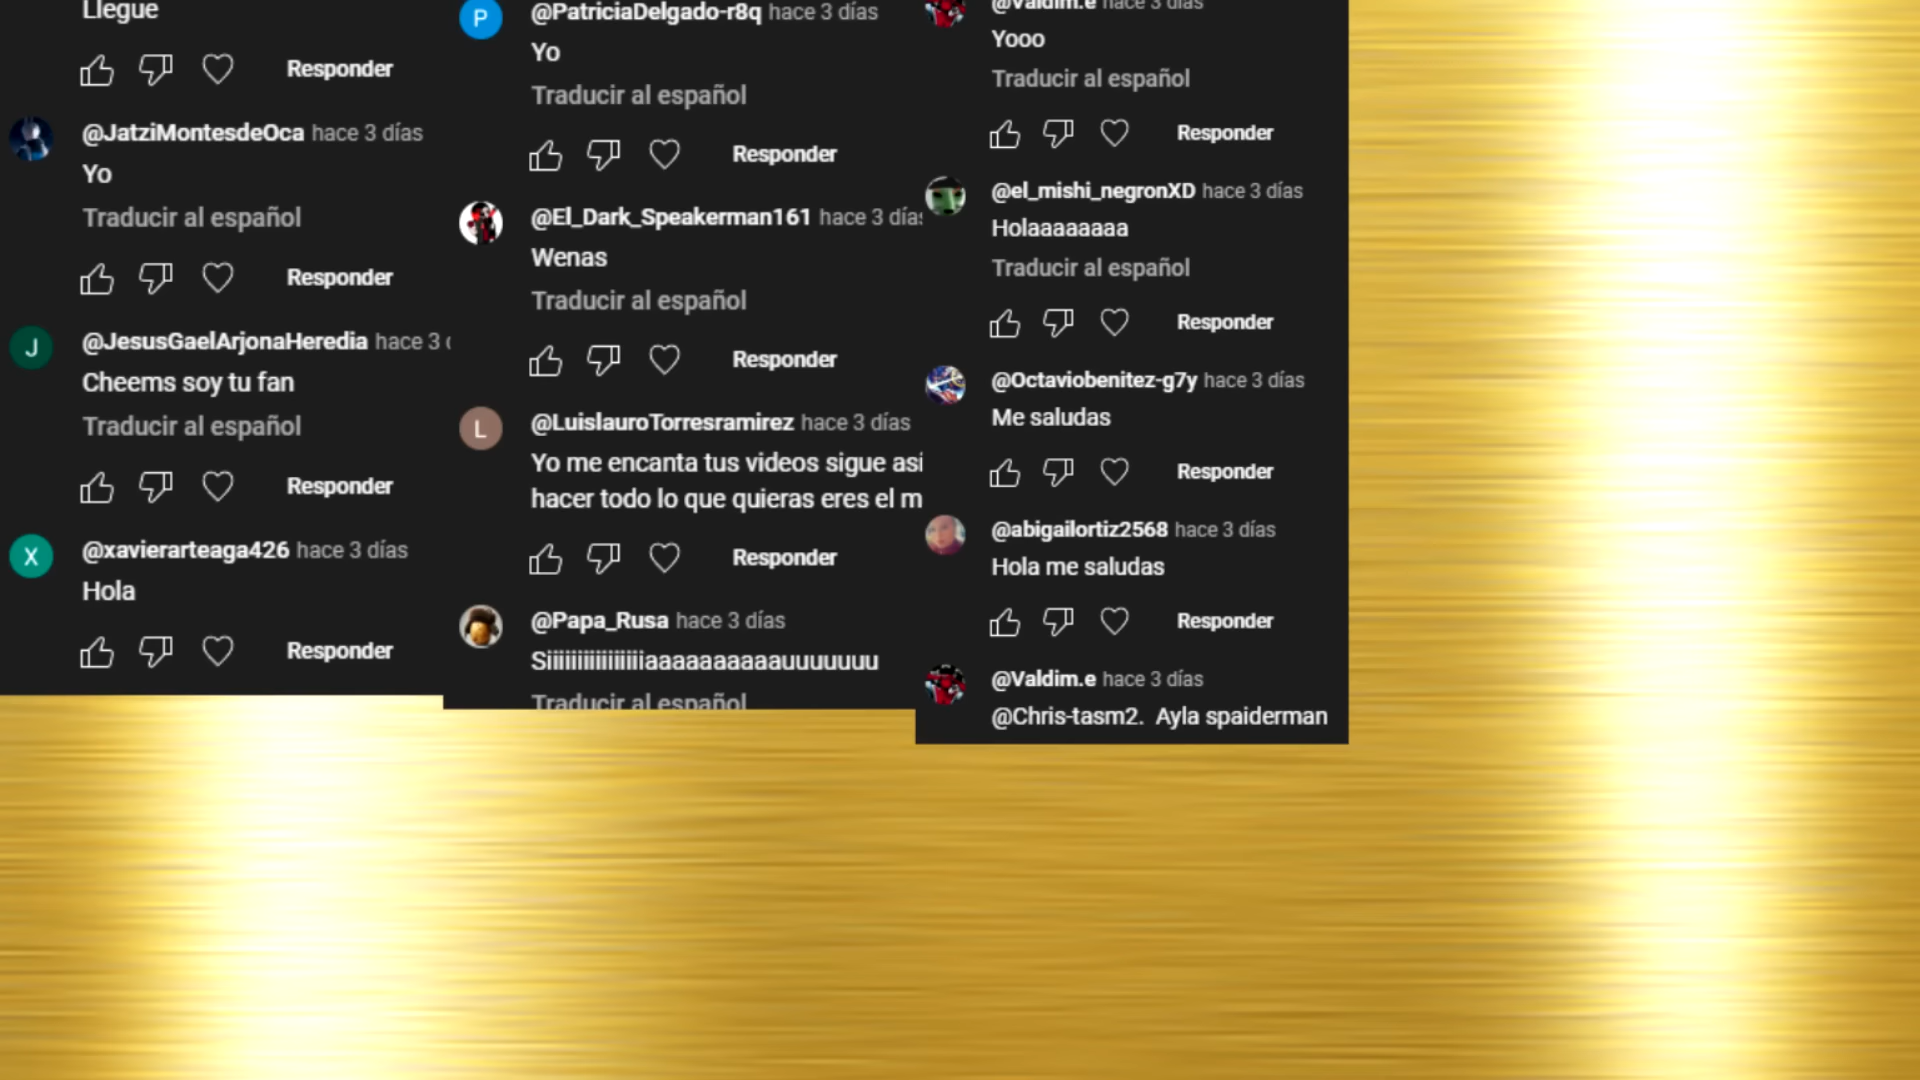 Llegue
Responder
@JatziMontesdeOca hace 3 días
Yo
Traducir al español
Responder
@JesusGaelArjonaHeredia hace 3
Cheems soy tu fan
Traducir al español
Responder
@xavierarteaga426 hace 3 días
Hola
Responder
@PatriciaDelgado-r8q hace 3 días
Yo
Traducir al español
Responder
@El_Dark_Speakerman161 hace 3 días
Wenas
Traducir al español
Responder
@LuislauroTorresramirez hace 3 días
Yo me encanta tus videos sigue asi
hacer todo lo que quieras eres el m
Responder
@Papa_Rusa hace 3 días
Siiiiiiiiiiiiiiiiiaaaaaaaaaauuuuuuu
Traducir al español
@Valdim.e hace 3 días
Yooo
Traducir al español
Responder
@el_mishi_negronXD hace 3 días
Holaaaaaaaa
Traducir al español
Responder
@Octaviobenitez-g7y hace 3 días
Me saludas
Responder
@abigailortiz2568 hace 3 días
Hola me saludas
Responder
@Valdim.e hace 3 días
@Chris-tasm2. Ayla spaiderman